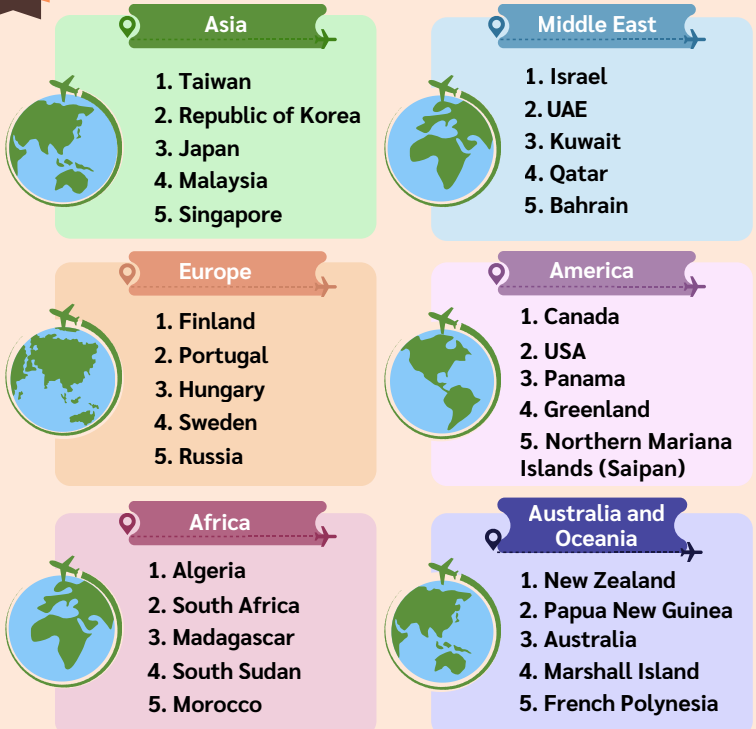 Asia
1. Taiwan
2. Republic of Korea
3. Japan
4. Malaysia
5. Singapore
Middle East
1. Israel
2. UAE
3. Kuwait
4. Qatar
5. Bahrain
Europe
1. Finland
2. Portugal
3. Hungary
4. Sweden
5. Russia
America
1. Canada
2. USA
3. Panama
4. Greenland
5. Northern Mariana
Islands (Saipan)
Africa
1. Algeria
2. South Africa
3. Madagascar
4. South Sudan
5. Morocco
Australia and
Oceania
1. New Zealand
2. Papua New Guinea
3. Australia
4. Marshall Island
5. French Polynesia